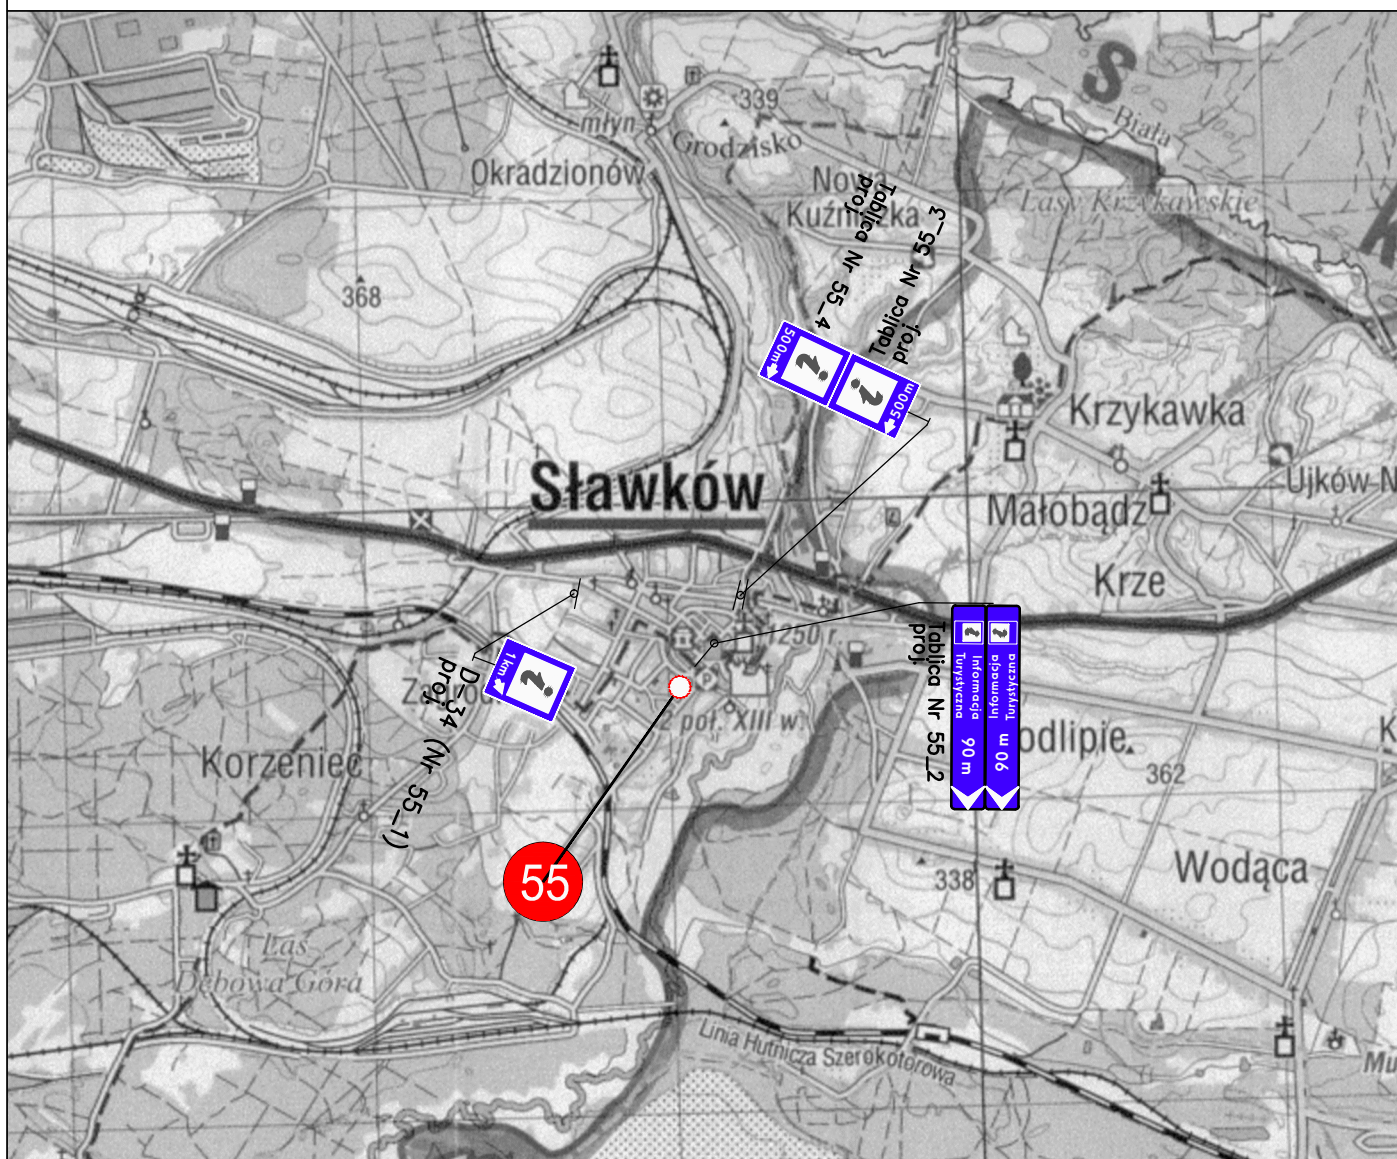 S
339
Biała
młyn
Grodzisko
Okradzionów
Nowa
Kuźniczka
Lasy Krzykawskie
proj.
Tablica Nr 55_4
Tablica Nr 55_3
proj.
368
500m
i
i
500m
Krzykawka
Sławków
Ujków N
Małobądz
Krze
1250 r.
1 km
i
D-34 (Nr 55_1)
proj.
Tablica Nr 55_2
proj.
i
Informacja
Turystyczna
90 m
i
Informacja
Turystyczna
90 m
poł. XIII w.
Korzeniec
odlipie
362
K
55
338
Wodąca
Las
Dębowa Góra
Linia Hutnicza Szerokotorowa
Mu